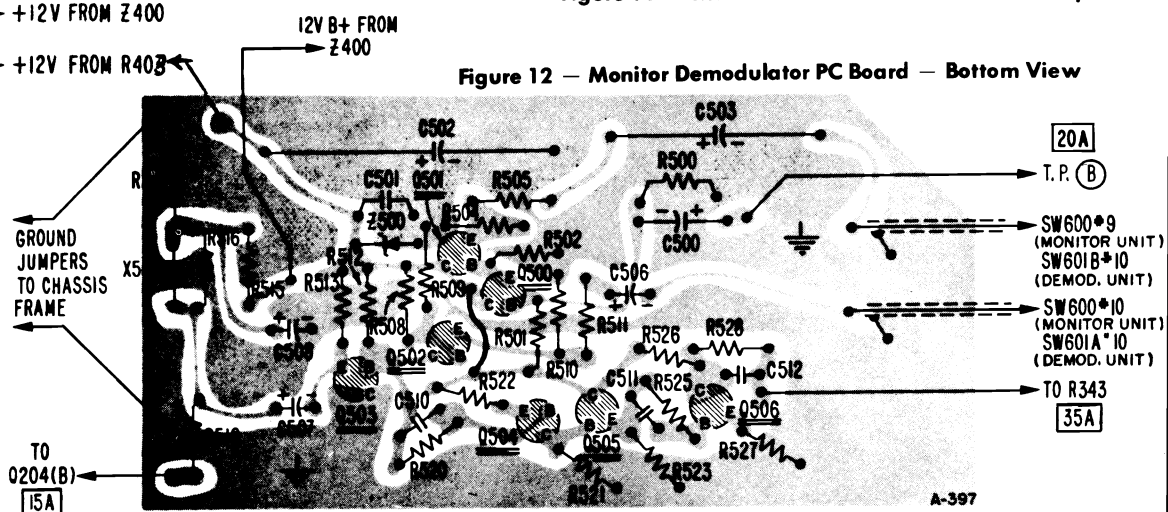 +12V FROM Z400
12V B+ FROM
Z400
+12V FROM R403
Figure 12 — Monitor Demodulator PC Board — Bottom View
C502
C503
20A
T.P. B
R500
C501
Q501
R505
R504
Z500
C500
SW600#9
(MONITOR UNIT)
SW601B#10
(DEMOD. UNIT)
GROUND
JUMPERS
TO CHASSIS
FRAME
R516
R512
E
C
B
R502
R513
R515
R509
Q500
E
C
B
C506
SW600#10
(MONITOR UNIT)
SW601A"10
(DEMOD. UNIT)
R508
R501
R511
R526
R528
C508
Q502
E
C
B
R510
C512
R522
C511
R525
E
B
C
Q503
C510
E
B
C
Q504
C
E
B
Q505
C
E
B
Q506
TO R343
35A
C507
R527
R520
R523
R521
TO
Q204(B)
15A
A-397